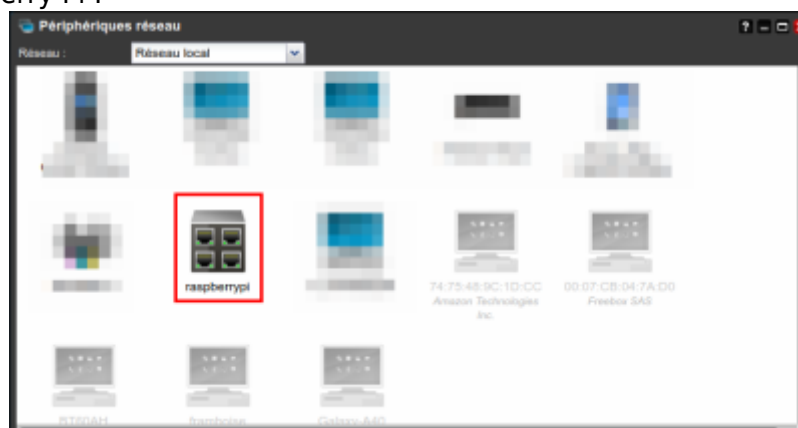 Périphériques réseau
Réseau : Réseau local
raspberrypi
74:75:48:9C:1D:CC
Amazon Technologies
Inc.
00:07:CB:04:7A:D0
Freebox SAS
framboise
Galaxy-A40